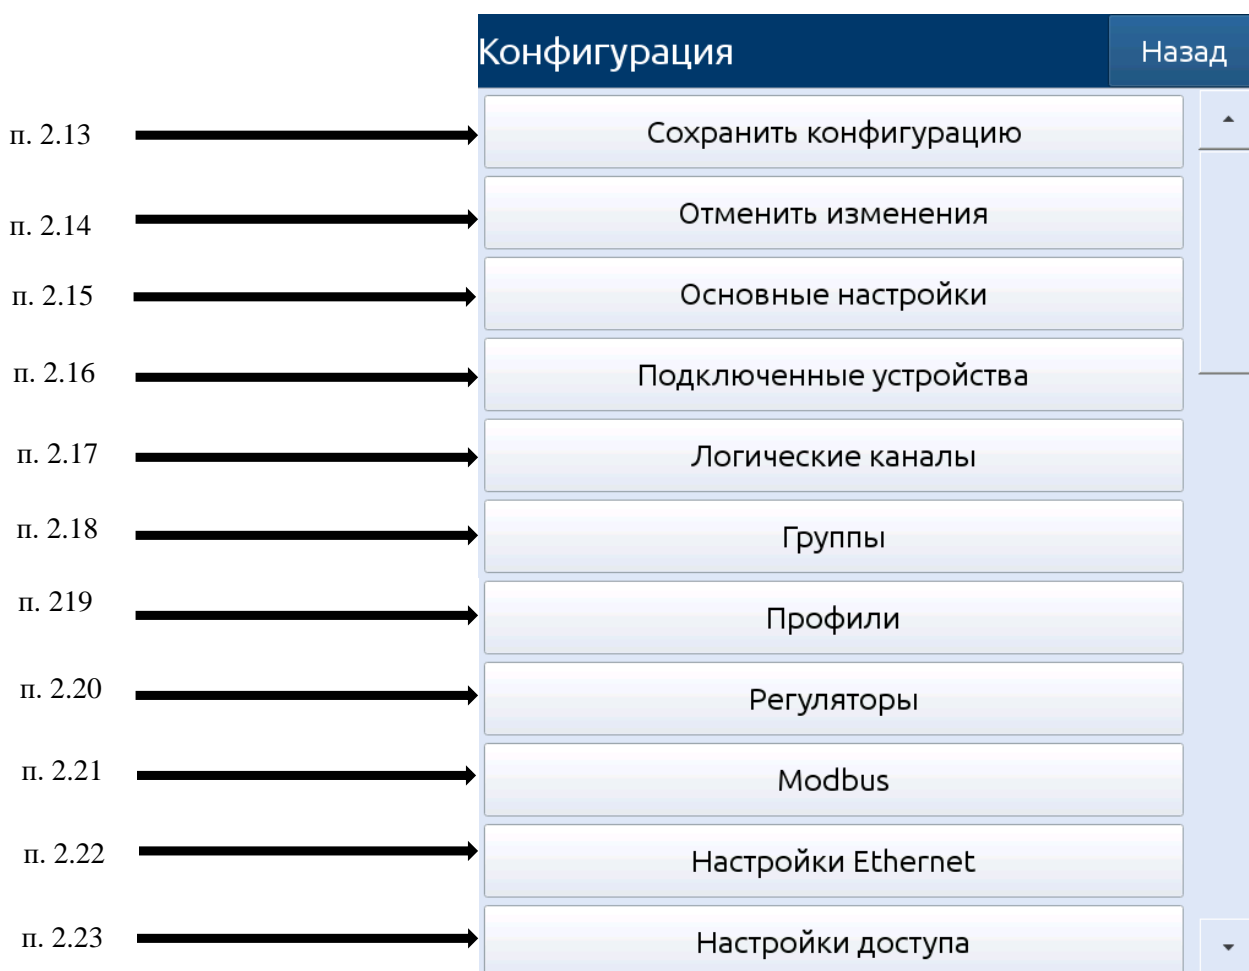 Конфигурация Назад
п. 2.13 Сохранить конфигурацию
п. 2.14 Отменить изменения
п. 2.15 Основные настройки
п. 2.16 Подключенные устройства
п. 2.17 Логические каналы
п. 2.18 Группы
п. 219 Профили
п. 2.20 Регуляторы
п. 2.21 Modbus
п. 2.22 Настройки Ethernet
п. 2.23 Настройки доступа